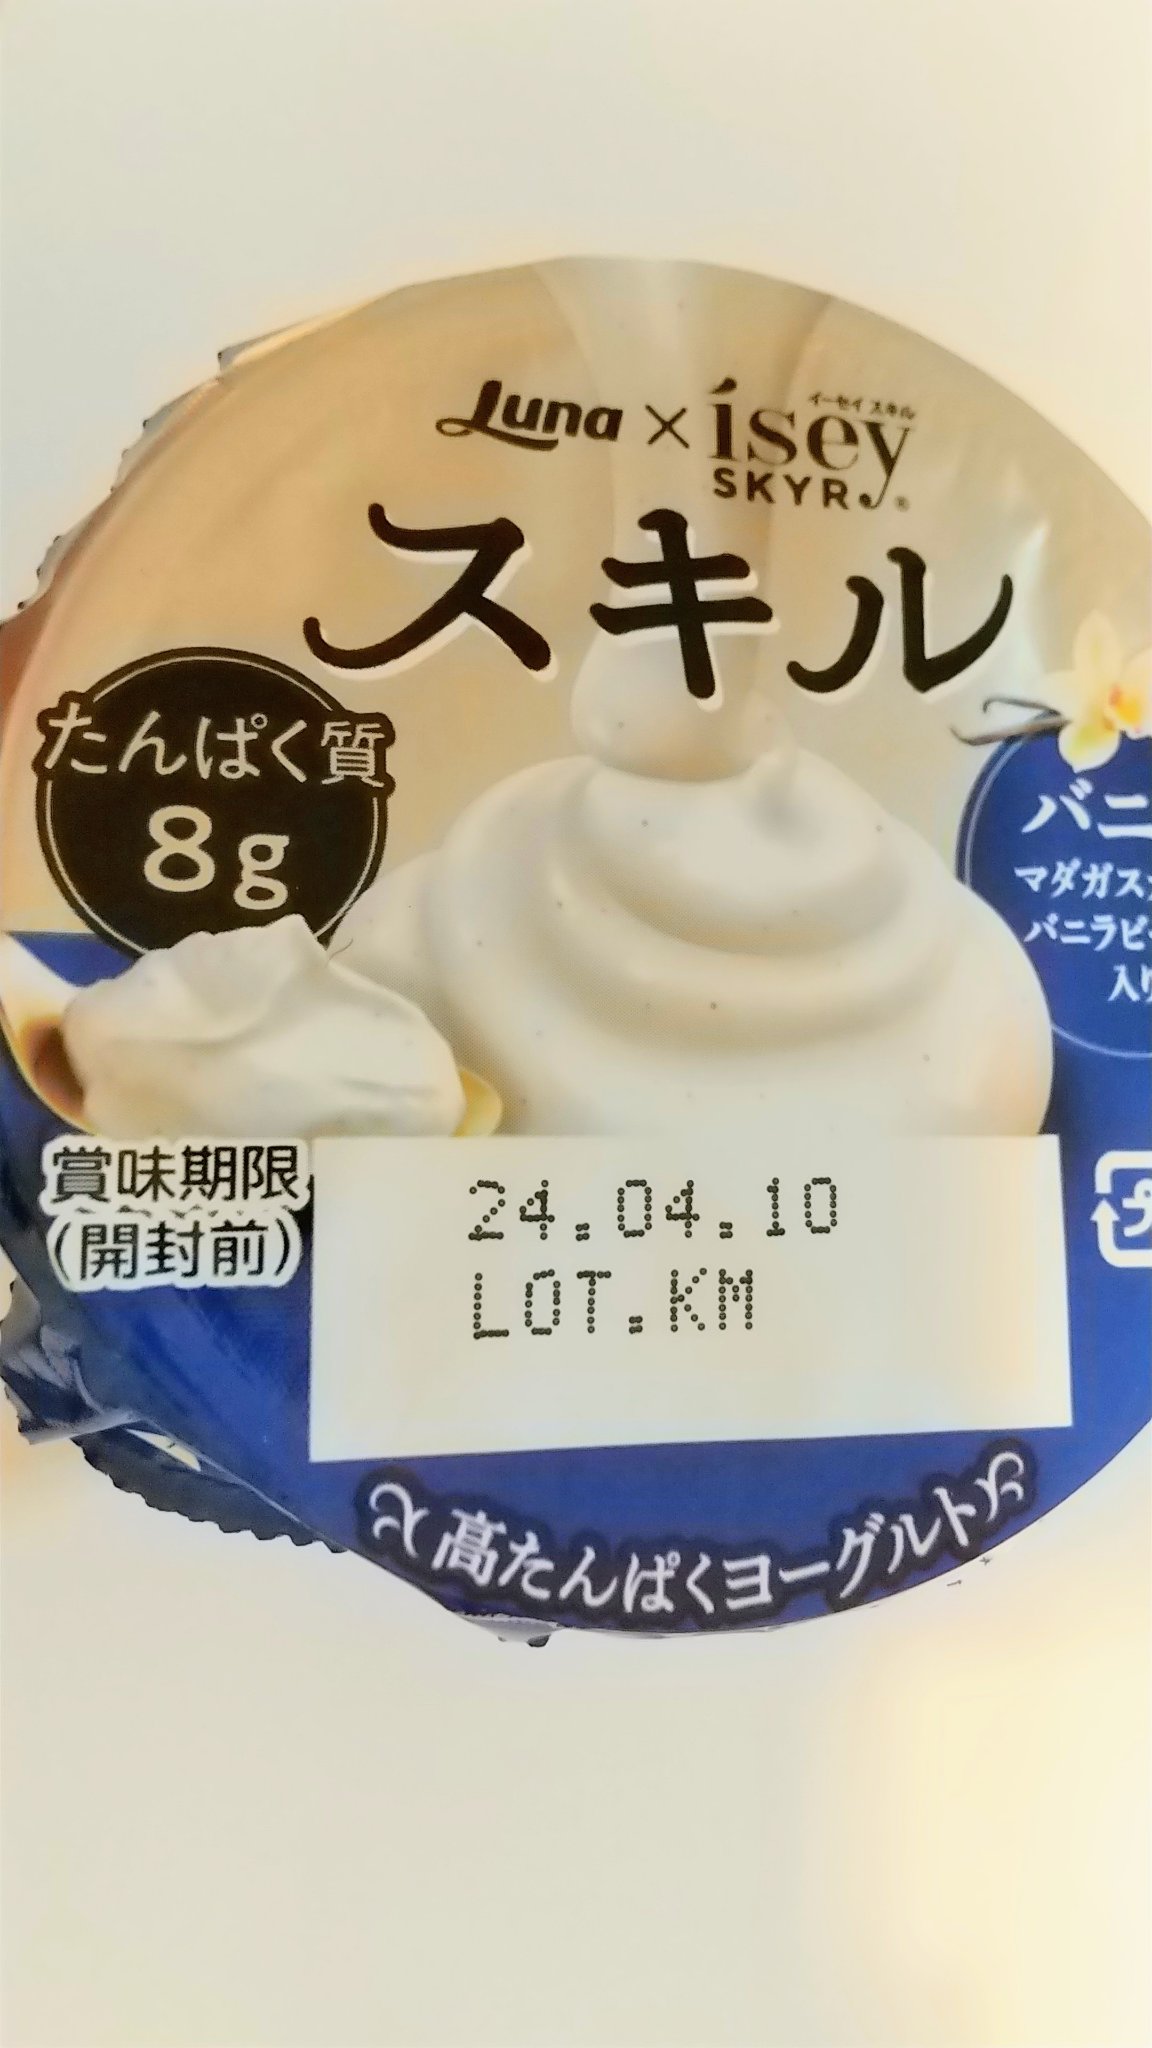 Luna × ísey
イーセイ スキル
SKYR®
スキル
たんぱく質
8g
バニ
マダガス
バニラビー
入り
賞味期限
(開封前)
24.04.10
LOT.KM
プ
高たんぱくヨーグルト